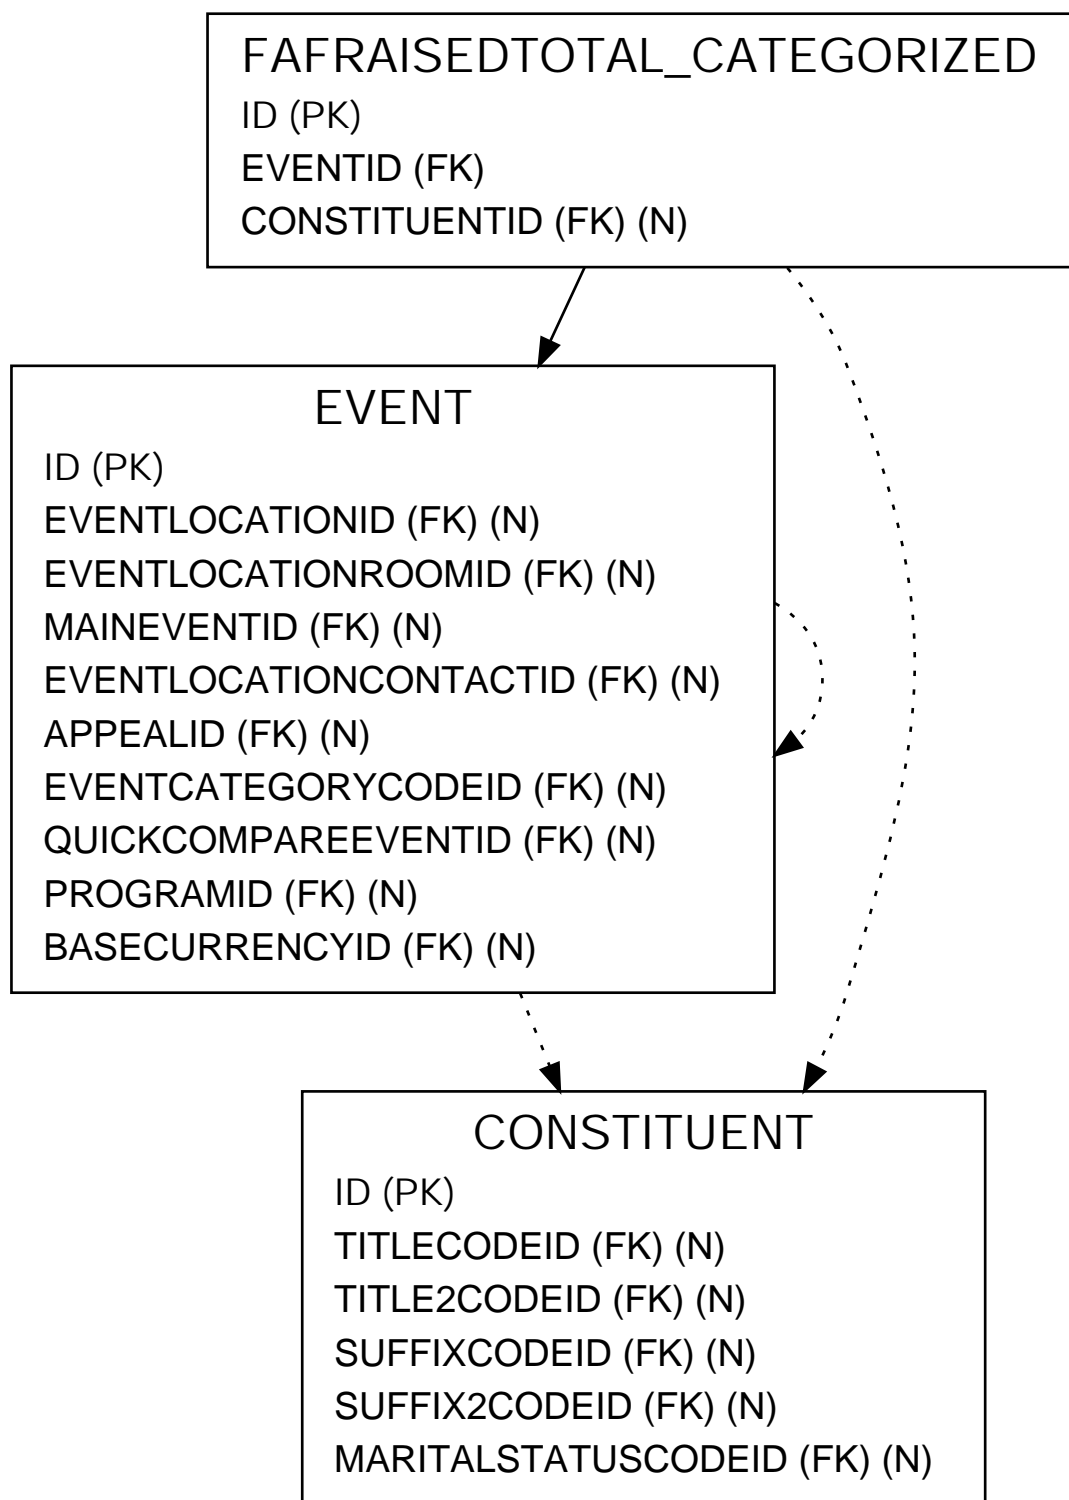 FAFRAISEDTOTAL_CATEGORIZED
ID (PK)
EVENTID (FK)
CONSTITUENTID (FK) (N)
EVENT
ID (PK)
EVENTLOCATIONID (FK) (N)
EVENTLOCATIONROOMID (FK) (N)
MAINEVENTID (FK) (N)
EVENTLOCATIONCONTACTID (FK) (N)
APPEALID (FK) (N)
EVENTCATEGORYCODEID (FK) (N)
QUICKCOMPAREEVENTID (FK) (N)
PROGRAMID (FK) (N)
BASECURRENCYID (FK) (N)
CONSTITUENT
ID (PK)
TITLECODEID (FK) (N)
TITLE2CODEID (FK) (N)
SUFFIXCODEID (FK) (N)
SUFFIX2CODEID (FK) (N)
MARITALSTATUSCODEID (FK) (N)